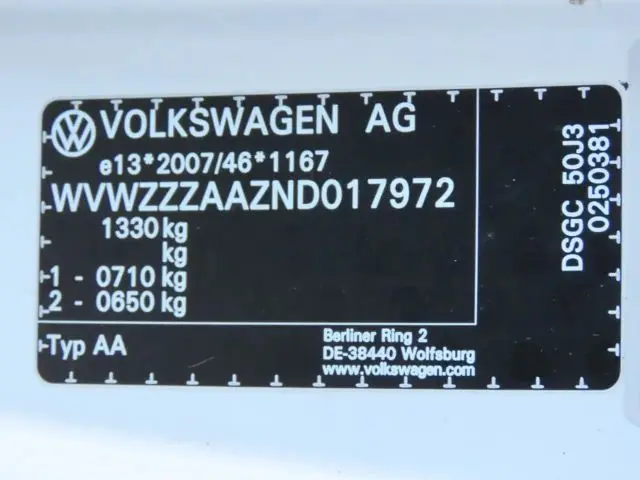 VOLKSWAGEN AG
e13*2007/46*1167
WVWZZZAAZND017972
1330 kg
kg
1 - 0710 kg
2 - 0650 kg
Typ AA
Berliner Ring 2
DE-38440 Wolfsburg
www.volkswagen.com
DSGC 50J3
0250381